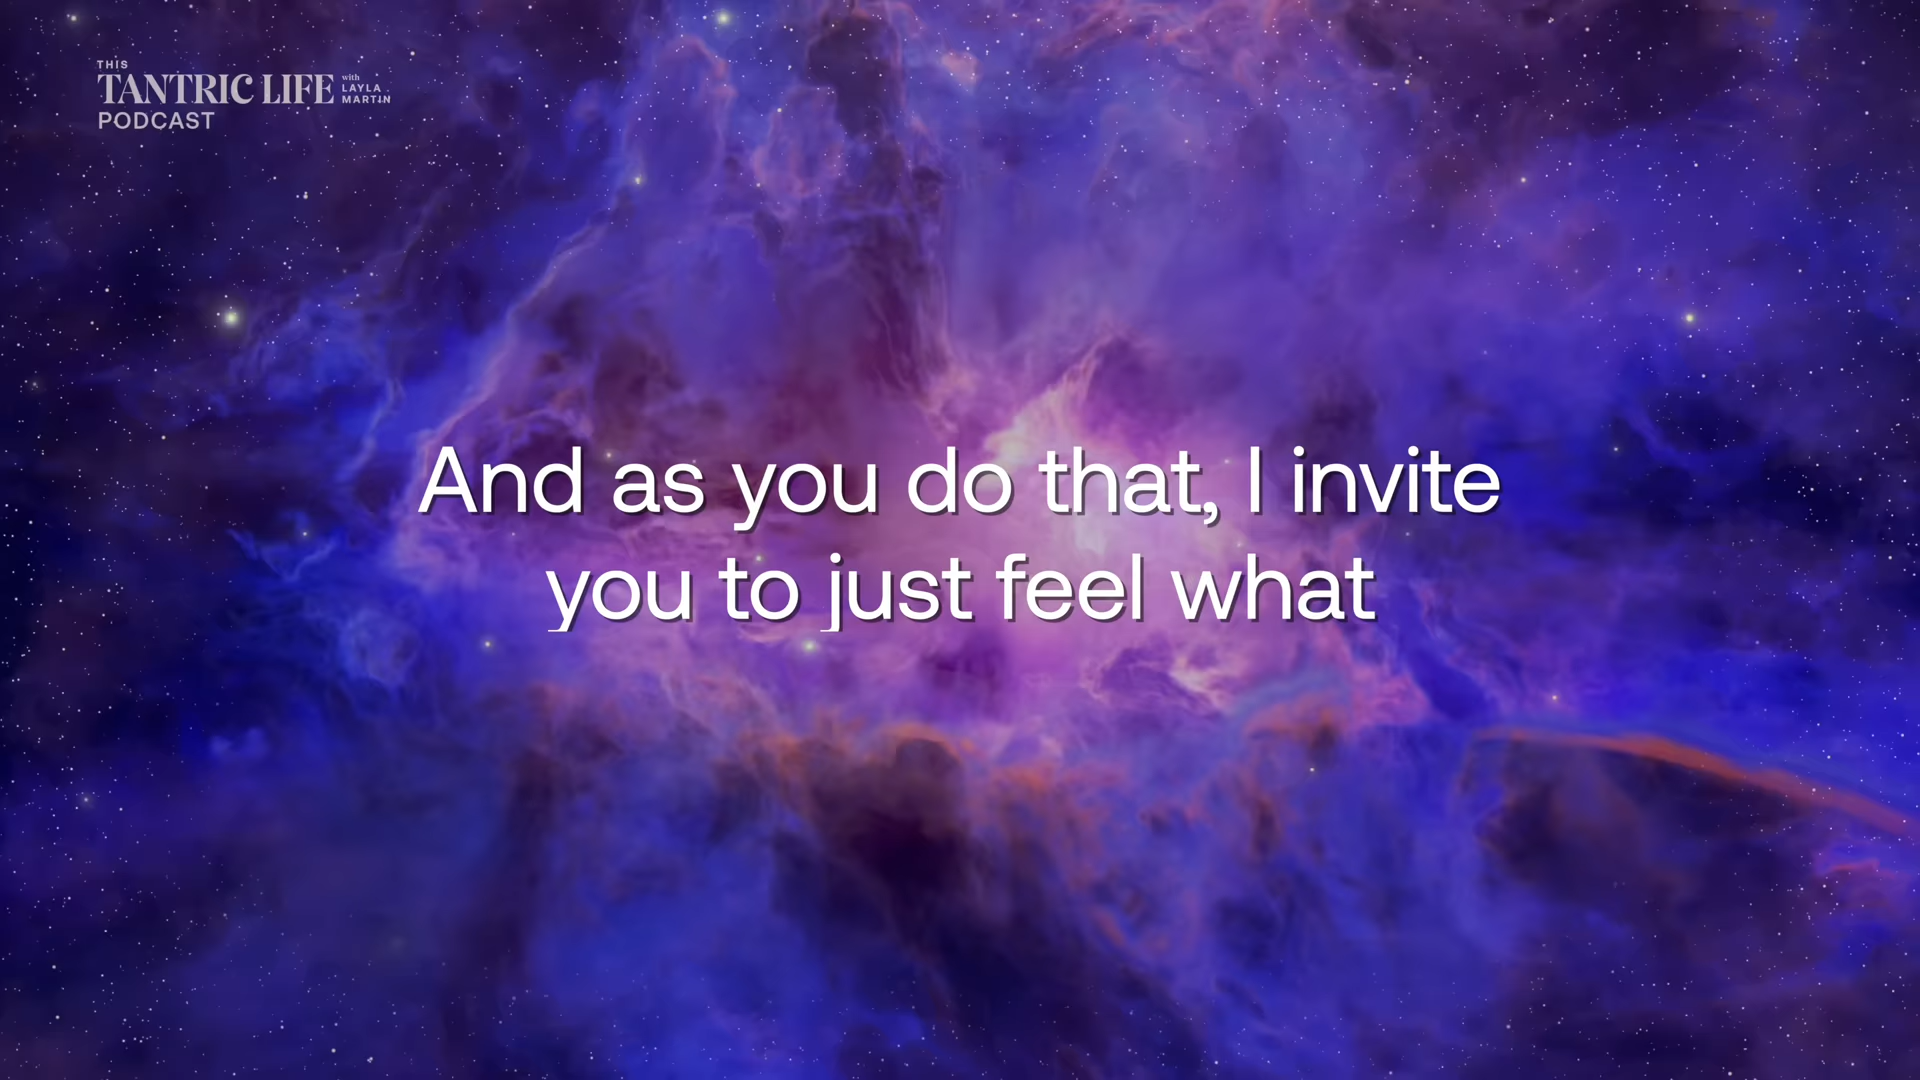 THIS
TANTRIC LIFE with LAYLA MARTIN
PODCAST
And as you do that, I invite
you to just feel what